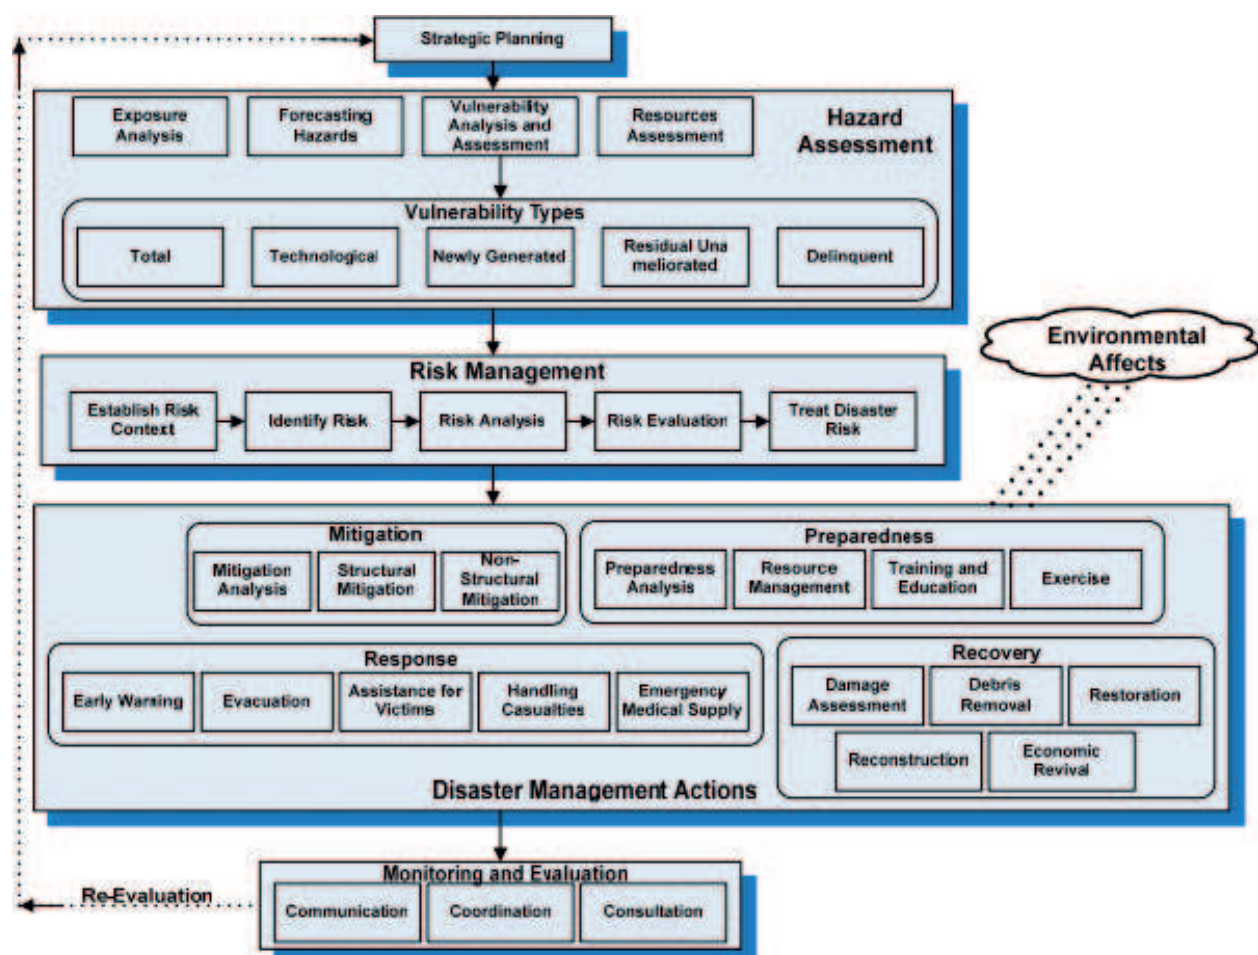 Strategic Planning
Exposure
Analysis
Forecasting
Hazards
Vulnerability
Analysis and
Assessment
Resources
Assessment
Hazard
Assessment
Vulnerability Types
Total
Technological
Newly Generated
Residual Una
meliorated
Delinquent
Environmental
Affects
Risk Management
Establish Risk
Context
Identify Risk
Risk Analysis
Risk Evaluation
Treat Disaster
Risk
Mitigation
Mitigation
Analysis
Structural
Mitigation
Non-
Structural
Mitigation
Preparedness
Preparedness
Analysis
Resource
Management
Training and
Education
Exercise
Response
Early Warning
Evacuation
Assistance for
Victims
Handling
Casualties
Emergency
Medical Supply
Recovery
Damage
Assessment
Debris
Removal
Restoration
Reconstruction
Economic
Revival
Disaster Management Actions
Monitoring and Evaluation
Communication
Coordination
Consultation
Re-Evaluation